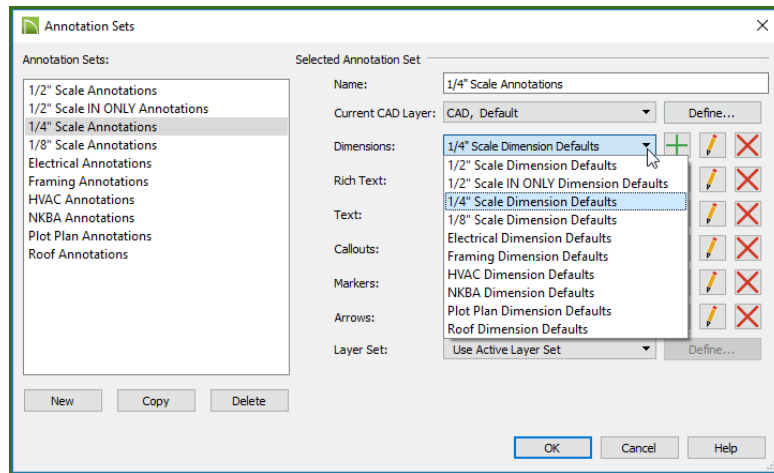 Annotation Sets
Annotation Sets:
1/2" Scale Annotations
1/2" Scale IN ONLY Annotations
1/4" Scale Annotations
1/8" Scale Annotations
Electrical Annotations
Framing Annotations
HVAC Annotations
NKBA Annotations
Plot Plan Annotations
Roof Annotations
New
Copy
Delete
Selected Annotation Set
Name:
1/4" Scale Annotations
Current CAD Layer:
CAD, Default
Define...
Dimensions:
1/4" Scale Dimension Defaults
1/2" Scale Dimension Defaults
1/2" Scale IN ONLY Dimension Defaults
1/4" Scale Dimension Defaults
1/8" Scale Dimension Defaults
Electrical Dimension Defaults
Framing Dimension Defaults
HVAC Dimension Defaults
NKBA Dimension Defaults
Plot Plan Dimension Defaults
Roof Dimension Defaults
Rich Text:
Text:
Callouts:
Markers:
Arrows:
Layer Set:
Use Active Layer Set
Define...
OK
Cancel
Help